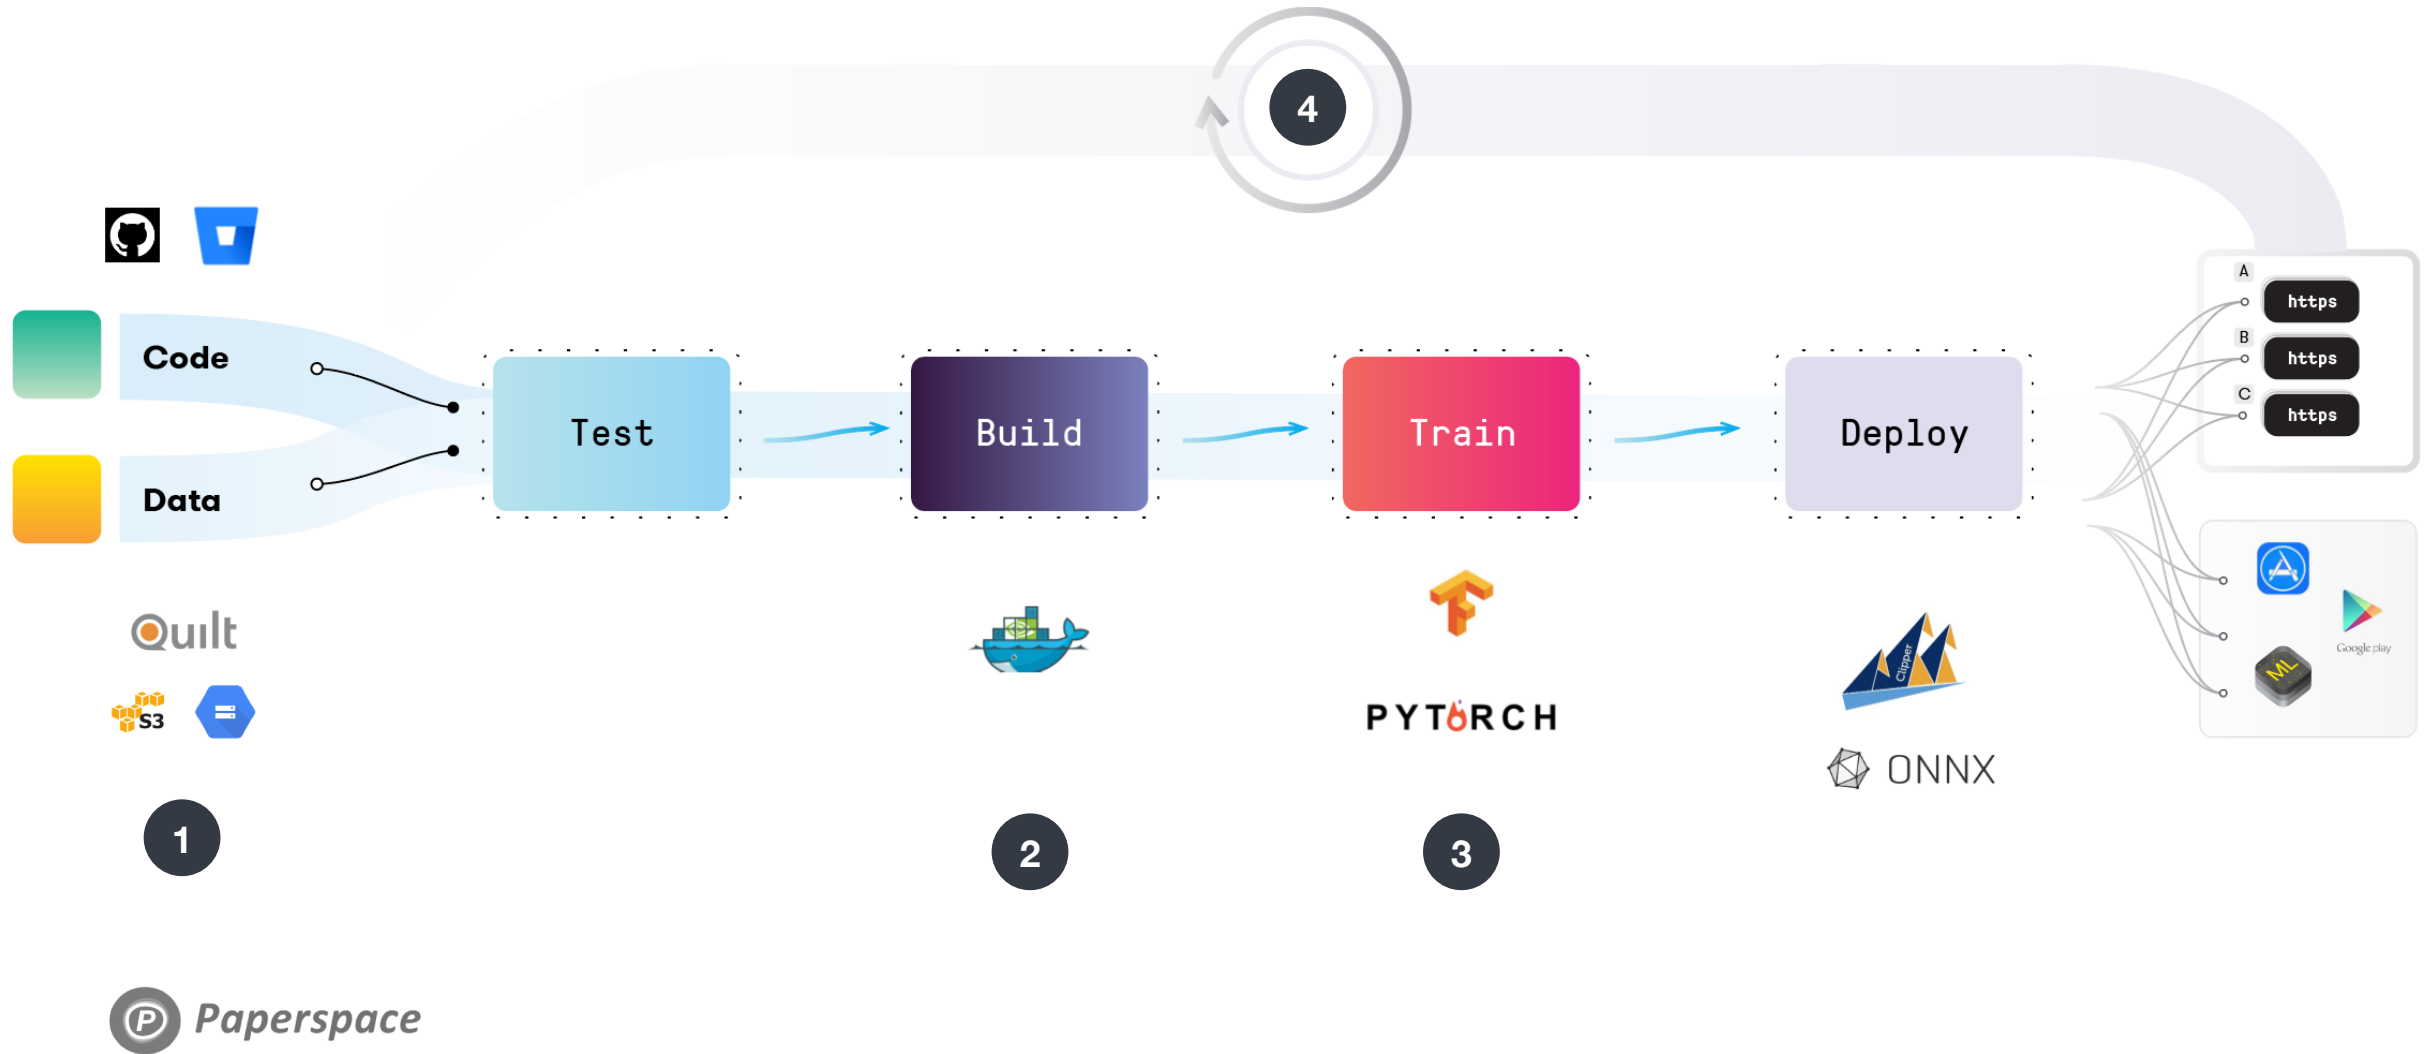 4
Code
Data
Test
Build
Train
Deploy
A
https
B
https
C
https
Quilt
S3
PYTORCH
Clipper
ONNX
Google play
ML
1
2
3
P
Paperspace